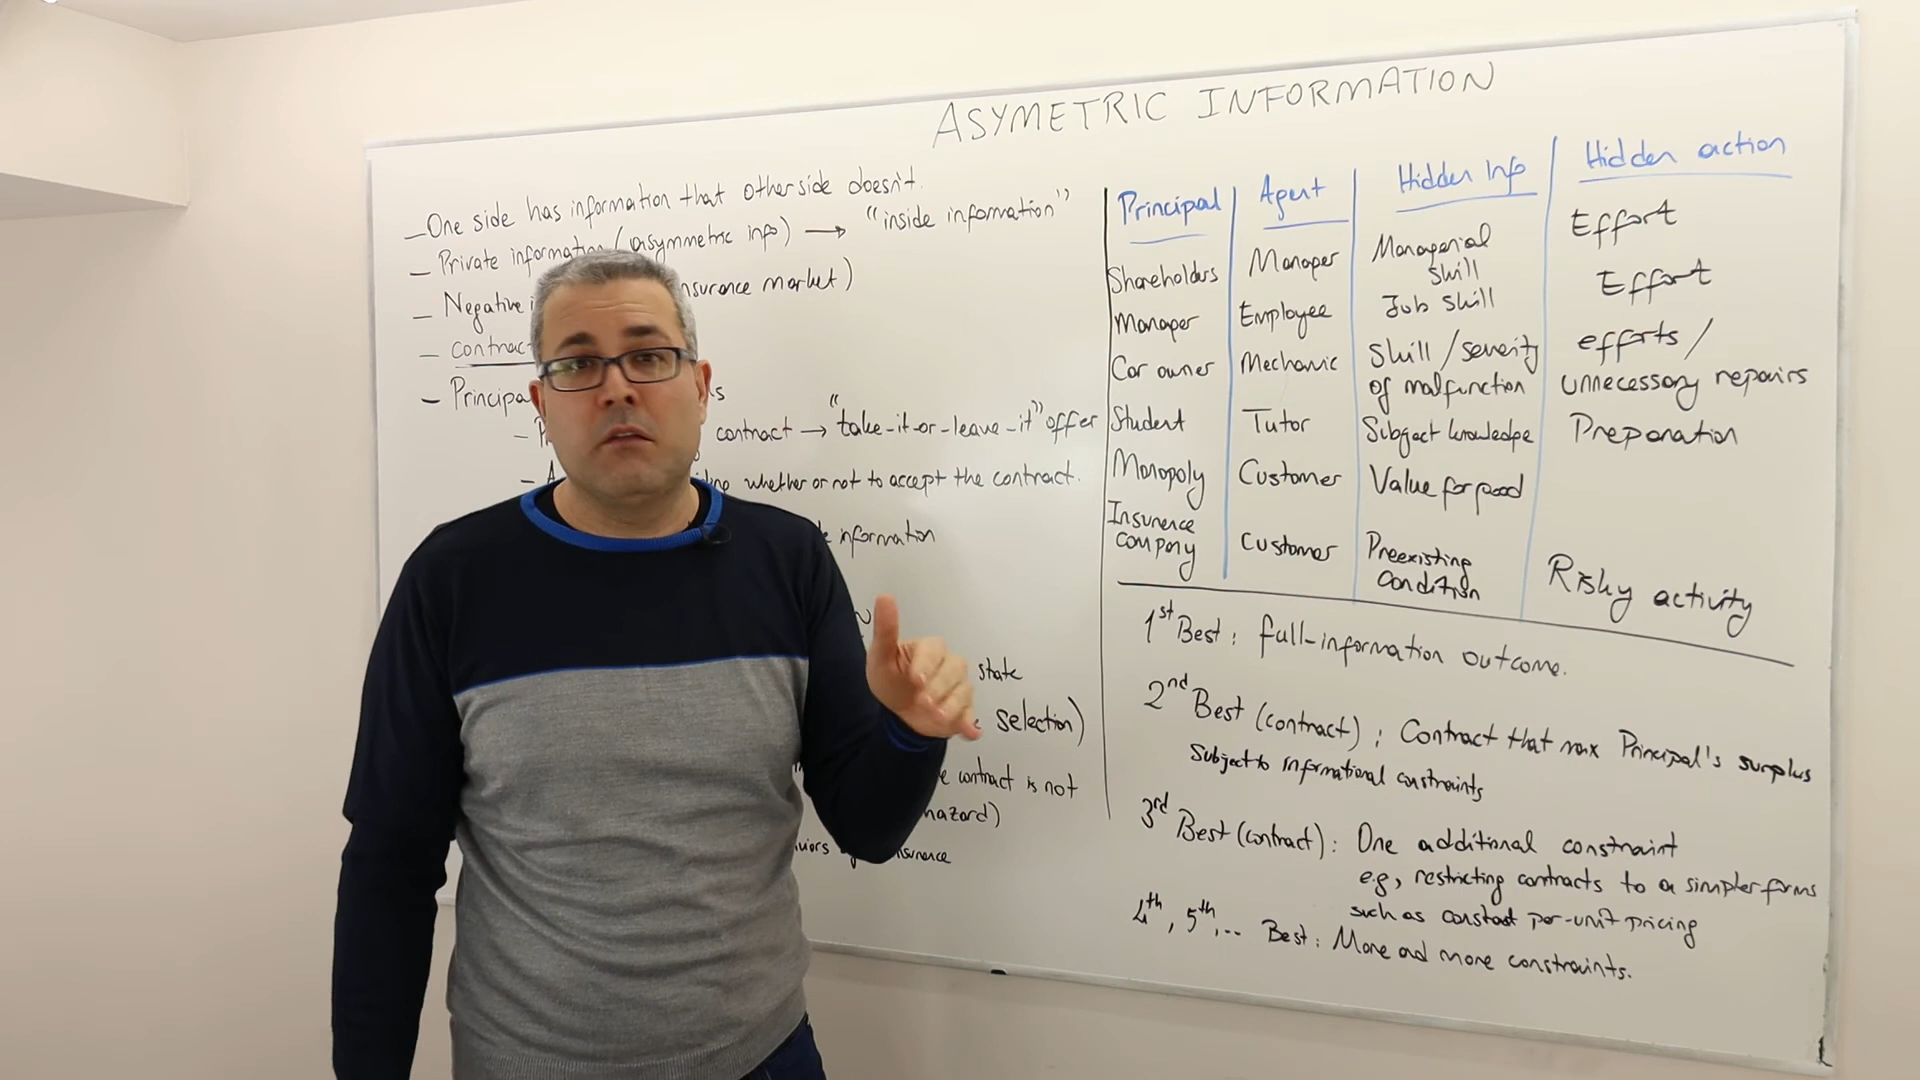 ASYMETRIC INFORMATION
– One side has information that other side doesn't.
– Private information (asymmetric info) → "inside information"
– Negative nsurance market)
– contract
– Principa s
– contract → "take-it-or-leave-it" offer
– whether or not to accept the contract.
information
state
selection)
contract is not
hazard)
Principal Agent Hidden Info Hidden action
Shareholders Manager Managerial skill Effort
Manager Employee Job skill Effort
Car owner Mechanic Skill / severity of malfunction efforts / unnecessary repairs
Student Tutor Subject knowledge Preparation
Monopoly Customer Value for good
Insurence company Customer Preexisting condition Risky activity
1st Best: full-information outcome.
2nd Best (contract): Contract that max Principal's surplus
Subject to informational constraints
3rd Best (contract): One additional constraint
e.g., restricting contracts to a simpler forms
such as constant per-unit pricing
4th, 5th, .. Best: More and more constraints.